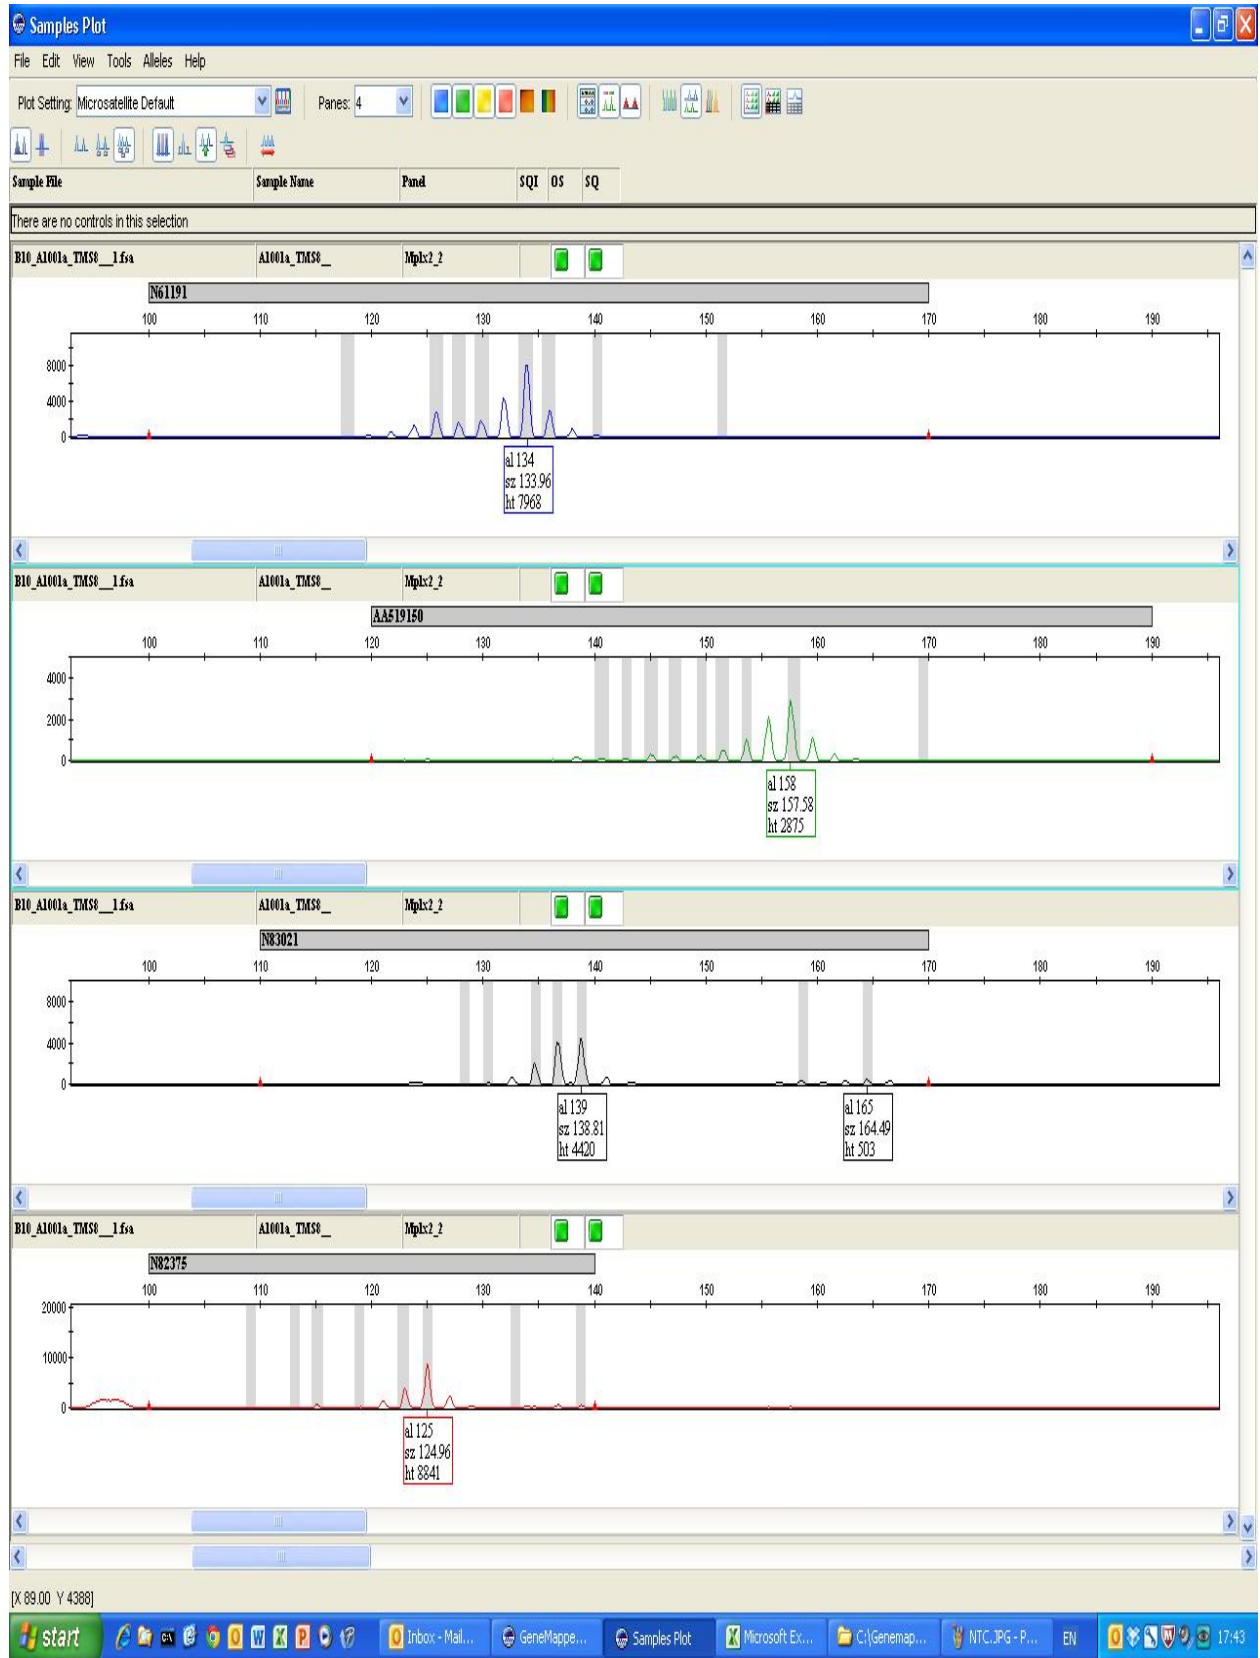 Samples Plot
File Edit View Tools Alleles Help
Plot Setting: Microsatellite Default Panes: 4
Sample File Sample Name Panel SQI OS SQ
There are no controls in this selection
B10_A1001a_TMS8__1.fsa A1001a_TMS8__ Mplx2_2
N61191
100 110 120 130 140 150 160 170 180 190
8000
4000
0
al 134
sz 133.96
ht 7968
B10_A1001a_TMS8__1.fsa A1001a_TMS8__ Mplx2_2
AA519150
100 110 120 130 140 150 160 170 180 190
4000
2000
0
al 158
sz 157.58
ht 2875
B10_A1001a_TMS8__1.fsa A1001a_TMS8__ Mplx2_2
N83021
100 110 120 130 140 150 160 170 180 190
8000
4000
0
al 139 al 165
sz 138.81 sz 164.49
ht 4420 ht 503
B10_A1001a_TMS8__1.fsa A1001a_TMS8__ Mplx2_2
N82375
100 110 120 130 140 150 160 170 180 190
20000
10000
0
al 125
sz 124.96
ht 8841
[X 89.00 Y 4388]
start Inbox - Mail... GeneMappe... Samples Plot Microsoft Ex... C:\Genemap... NTC.JPG - P... EN 17:43